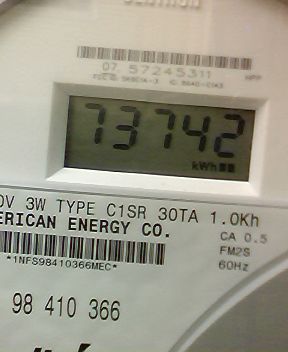 07 57245311
73742
kWh
0V 3W TYPE C1SR 30TA 1.0Kh
ERICAN ENERGY CO.
CA 0.5
FM2S
*1NFS98410366MEC*
60Hz
98 410 366